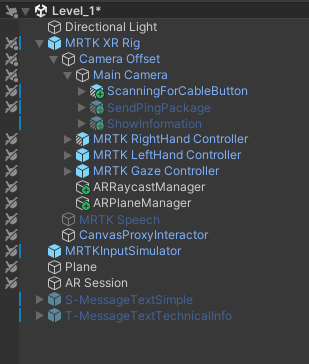 Level_1*
Directional Light
MRTK XR Rig
Camera Offset
Main Camera
ScanningForCableButton
SendPingPackage
ShowInformation
MRTK RightHand Controller
MRTK LeftHand Controller
MRTK Gaze Controller
ARRaycastManager
ARPlaneManager
MRTK Speech
CanvasProxyInteractor
MRTKInputSimulator
Plane
AR Session
S-MessageTextSimple
T-MessageTextTechnicalInfo